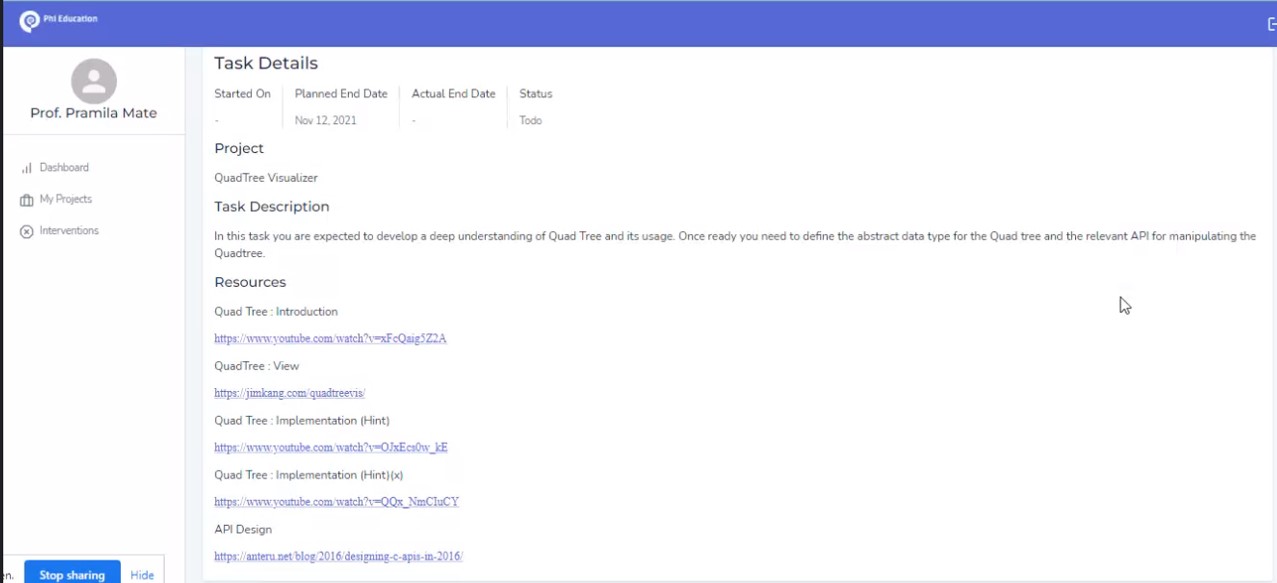 Phi Education
Prof. Pramila Mate
Dashboard
My Projects
Interventions
Task Details
Started On Planned End Date Actual End Date Status
- Nov 12, 2021 - Todo
Project
QuadTree Visualizer
Task Description
In this task you are expected to develop a deep understanding of Quad Tree and its usage. Once ready you need to define the abstract data type for the Quad tree and the relevant API for manipulating the
Quadtree.
Resources
Quad Tree : Introduction
https://www.youtube.com/watch?v=xFcQaig5Z2A
QuadTree : View
https://jimkang.com/quadtreevis/
Quad Tree : Implementation (Hint)
https://www.youtube.com/watch?v=OJxEcs0w_kE
Quad Tree : Implementation (Hint)(x)
https://www.youtube.com/watch?v=QQx_NmCIuCY
API Design
https://anteru.net/blog/2016/designing-c-apis-in-2016/
en. Stop sharing Hide